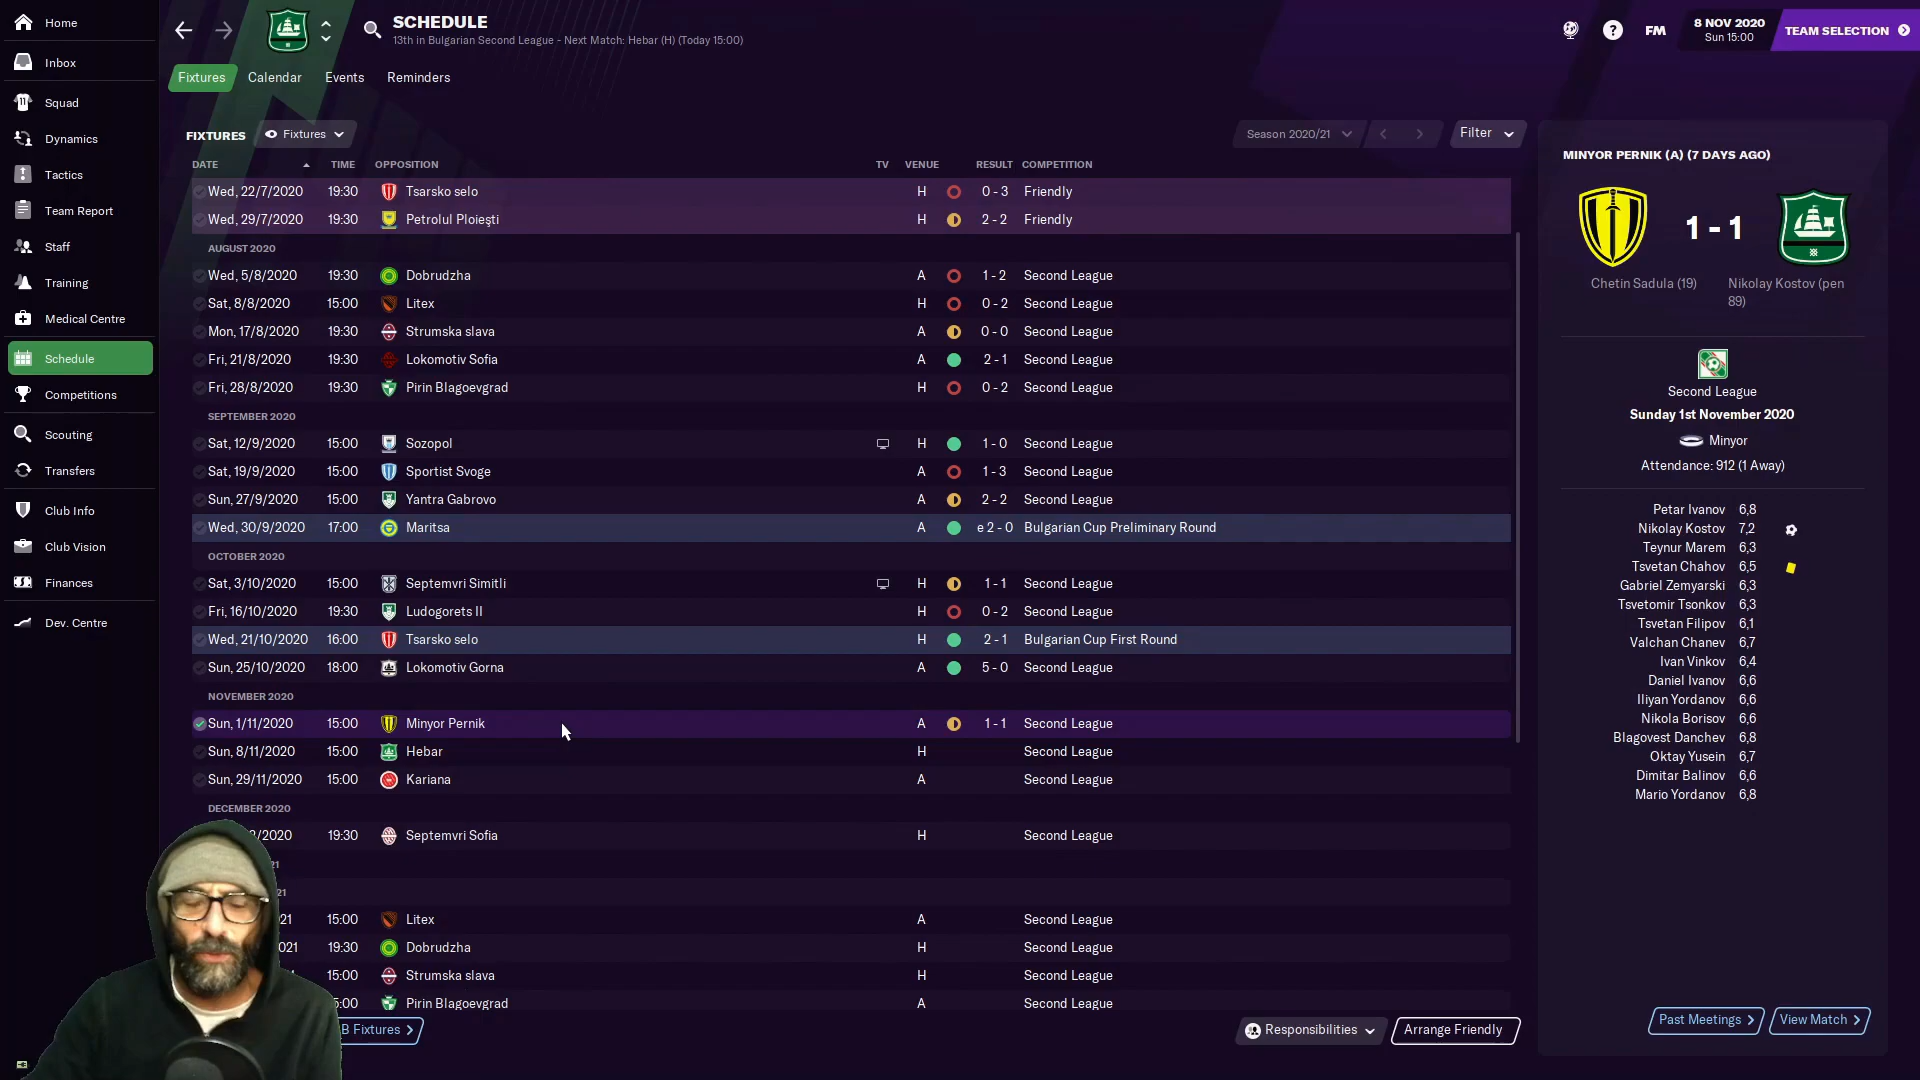 Home
SCHEDULE
13th in Bulgarian Second League - Next Match: Hebar (H) (Today 15:00)
FM
8 NOV 2020
Sun 15:00
TEAM SELECTION
Inbox
Squad
Dynamics
Tactics
Team Report
Staff
Training
Medical Centre
Schedule
Competitions
Scouting
Transfers
Club Info
Club Vision
Finances
Dev. Centre
Fixtures Calendar Events Reminders
FIXTURES Fixtures
Season 2020/21
Filter
DATE TIME OPPOSITION TV VENUE RESULT COMPETITION
Wed, 22/7/2020 19:30 Tsarsko selo H 0 - 3 Friendly
Wed, 29/7/2020 19:30 Petrolul Ploieşti H 2 - 2 Friendly
AUGUST 2020
Wed, 5/8/2020 19:30 Dobrudzha A 1 - 2 Second League
Sat, 8/8/2020 15:00 Litex H 0 - 2 Second League
Mon, 17/8/2020 19:30 Strumska slava A 0 - 0 Second League
Fri, 21/8/2020 19:30 Lokomotiv Sofia A 2 - 1 Second League
Fri, 28/8/2020 19:30 Pirin Blagoevgrad H 0 - 2 Second League
SEPTEMBER 2020
Sat, 12/9/2020 15:00 Sozopol H 1 - 0 Second League
Sat, 19/9/2020 15:00 Sportist Svoge A 1 - 3 Second League
Sun, 27/9/2020 15:00 Yantra Gabrovo A 2 - 2 Second League
Wed, 30/9/2020 17:00 Maritsa A e 2 - 0 Bulgarian Cup Preliminary Round
OCTOBER 2020
Sat, 3/10/2020 15:00 Septemvri Simitli H 1 - 1 Second League
Fri, 16/10/2020 19:30 Ludogorets II H 0 - 2 Second League
Wed, 21/10/2020 16:00 Tsarsko selo H 2 - 1 Bulgarian Cup First Round
Sun, 25/10/2020 18:00 Lokomotiv Gorna A 5 - 0 Second League
NOVEMBER 2020
Sun, 1/11/2020 15:00 Minyor Pernik A 1 - 1 Second League
Sun, 8/11/2020 15:00 Hebar H Second League
Sun, 29/11/2020 15:00 Kariana A Second League
DECEMBER 2020
2/2020 19:30 Septemvri Sofia H Second League
21
21
21 15:00 Litex A Second League
021 19:30 Dobrudzha H Second League
15:00 Strumska slava H Second League
5:00 Pirin Blagoevgrad A Second League
B Fixtures
Responsibilities
Arrange Friendly
MINYOR PERNIK (A) (7 DAYS AGO)
1 - 1
Chetin Sadula (19) Nikolay Kostov (pen
89)
Second League
Sunday 1st November 2020
Minyor
Attendance: 912 (1 Away)
Petar Ivanov 6,8
Nikolay Kostov 7,2
Teynur Marem 6,3
Tsvetan Chahov 6,5
Gabriel Zemyarski 6,3
Tsvetomir Tsonkov 6,3
Tsvetan Filipov 6,1
Valchan Chanev 6,7
Ivan Vinkov 6,4
Daniel Ivanov 6,6
Iliyan Yordanov 6,6
Nikola Borisov 6,6
Blagovest Danchev 6,8
Oktay Yusein 6,7
Dimitar Balinov 6,6
Mario Yordanov 6,8
Past Meetings
View Match